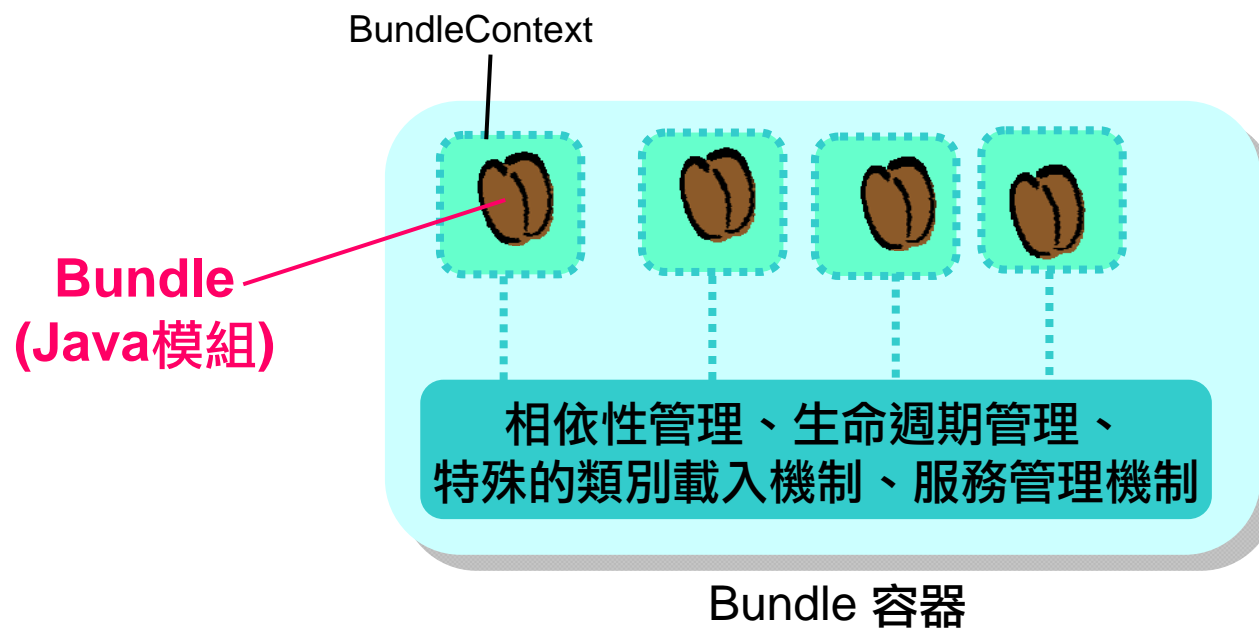 BundleContext
Bundle
(Java模組)
相依性管理、生命週期管理、
特殊的類別載入機制、服務管理機制
Bundle 容器